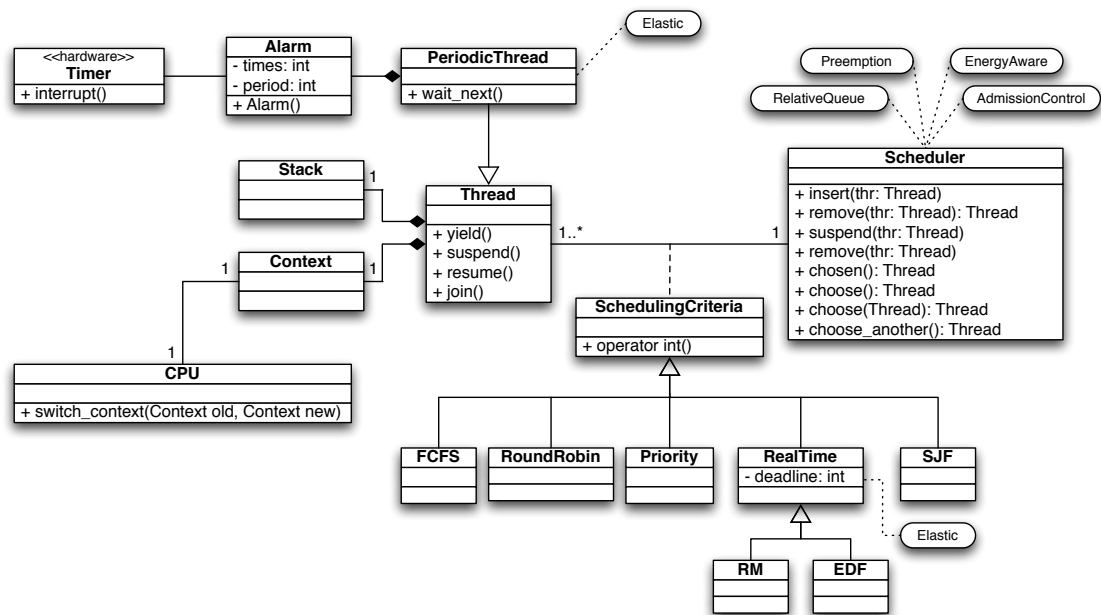 <<hardware>>
Timer
+ interrupt()
Alarm
- times: int
- period: int
+ Alarm()
PeriodicThread
+ wait_next()
Elastic
Preemption
EnergyAware
RelativeQueue
AdmissionControl
Scheduler
+ insert(thr: Thread)
+ remove(thr: Thread): Thread
+ suspend(thr: Thread)
+ remove(thr: Thread)
+ chosen(): Thread
+ choose(): Thread
+ choose(Thread): Thread
+ choose_another(): Thread
Stack
1
Thread
+ yield()
+ suspend()
+ resume()
+ join()
1..*
1
Context
1
1
1
CPU
+ switch_context(Context old, Context new)
SchedulingCriteria
+ operator int()
FCFS
RoundRobin
Priority
RealTime
- deadline: int
SJF
Elastic
RM
EDF